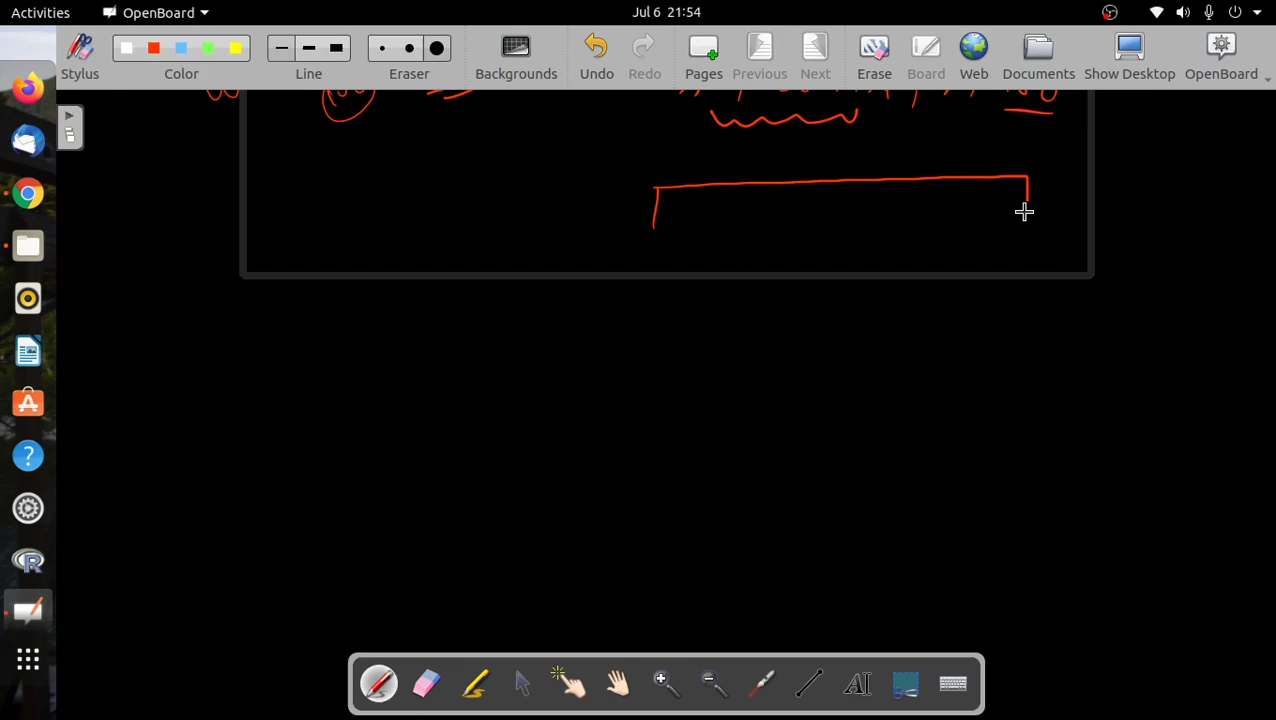 Activities OpenBoard Jul 6 21:54
Stylus Color Line Eraser Backgrounds Undo Redo Pages Previous Next Erase Board Web Documents Show Desktop OpenBoard